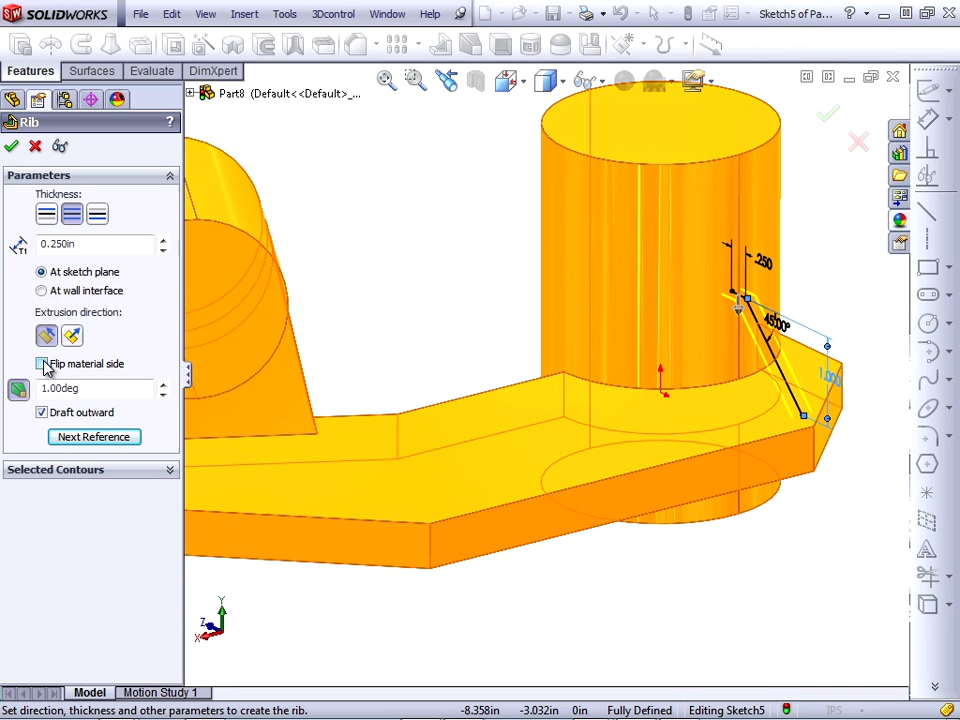 SW SOLIDWORKS File Edit View Insert Tools 3Dcontrol Window Help Sketch5 of Pa... ?
Features Surfaces Evaluate DimXpert
Part8 (Default<<Default>_...
Rib ?
Parameters
Thickness:
T1 0.250in
At sketch plane
At wall interface
Extrusion direction:
Flip material side
1.00deg
Draft outward
Next Reference
Selected Contours
.250
45.00°
1.000
Y
Z
X
Model Motion Study 1
Set direction, thickness and other parameters to create the rib. -8.358in -3.032in 0in Fully Defined Editing Sketch5 IPS